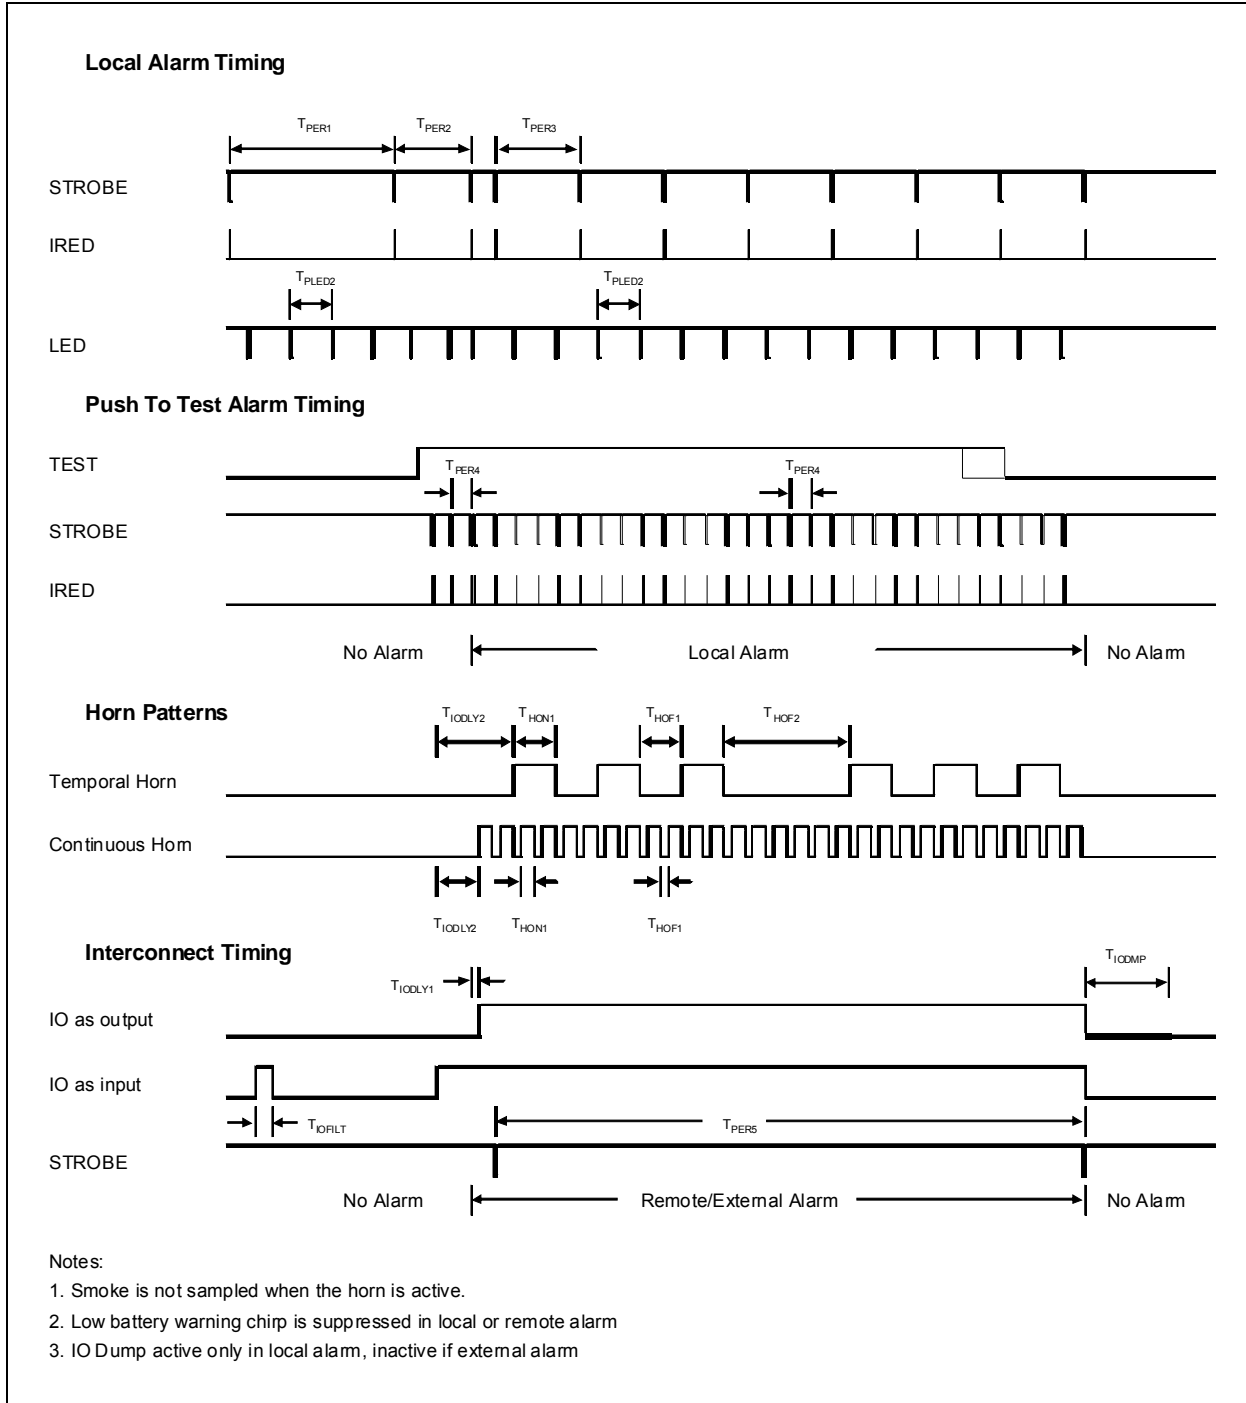 Local Alarm Timing
TPER1 TPER2 TPER3
STROBE
IRED
TPLED2 TPLED2
LED
Push To Test Alarm Timing
TEST
TPER4 TPER4
STROBE
IRED
No Alarm Local Alarm No Alarm
Horn Patterns
TIODLY2 THON1 THOF1 THOF2
Temporal Horn
Continuous Horn
TIODLY2 THON1 THOF1
Interconnect Timing
TIODMP
TIODLY1
IO as output
IO as input
TIOFILT TPER5
STROBE
No Alarm Remote/External Alarm No Alarm
Notes:
1. Smoke is not sampled when the horn is active.
2. Low battery warning chirp is suppressed in local or remote alarm
3. IO Dump active only in local alarm, inactive if external alarm